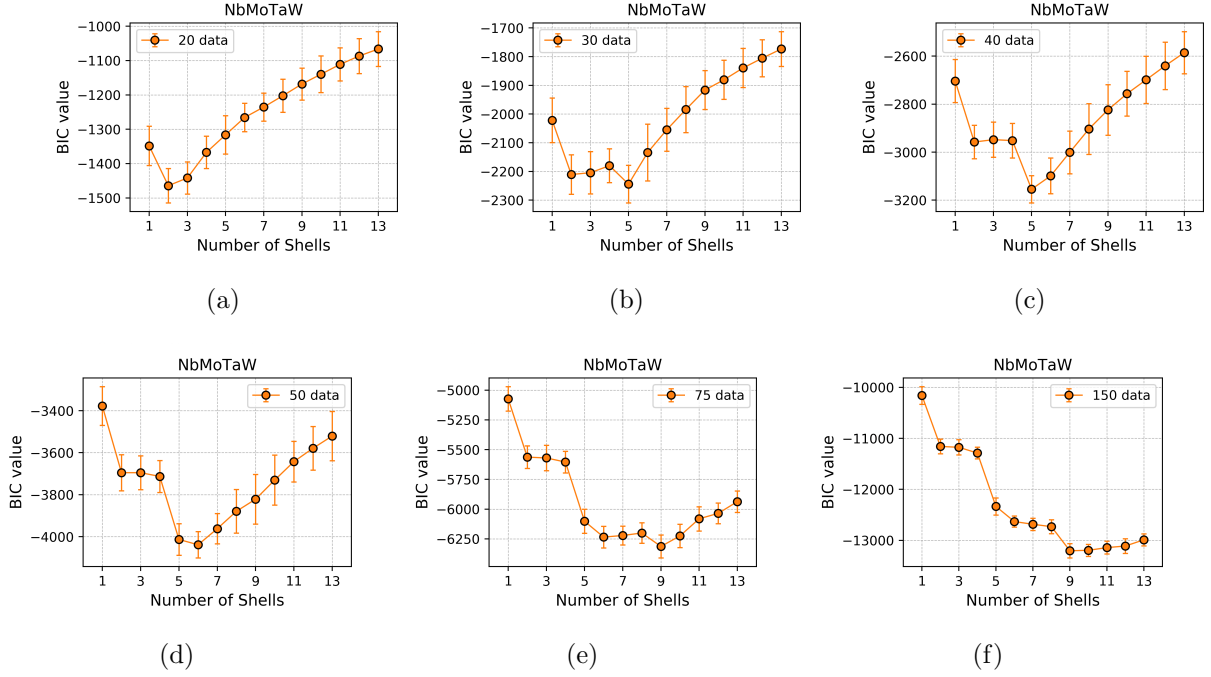 NbMoTaW
20 data
BIC value
−1000
−1100
−1200
−1300
−1400
−1500
1 3 5 7 9 11 13
Number of Shells
(a)
NbMoTaW
30 data
BIC value
−1700
−1800
−1900
−2000
−2100
−2200
−2300
1 3 5 7 9 11 13
Number of Shells
(b)
NbMoTaW
40 data
BIC value
−2600
−2800
−3000
−3200
1 3 5 7 9 11 13
Number of Shells
(c)
NbMoTaW
50 data
BIC value
−3400
−3600
−3800
−4000
1 3 5 7 9 11 13
Number of Shells
(d)
NbMoTaW
75 data
BIC value
−5000
−5250
−5500
−5750
−6000
−6250
1 3 5 7 9 11 13
Number of Shells
(e)
NbMoTaW
150 data
BIC value
−10000
−11000
−12000
−13000
1 3 5 7 9 11 13
Number of Shells
(f)